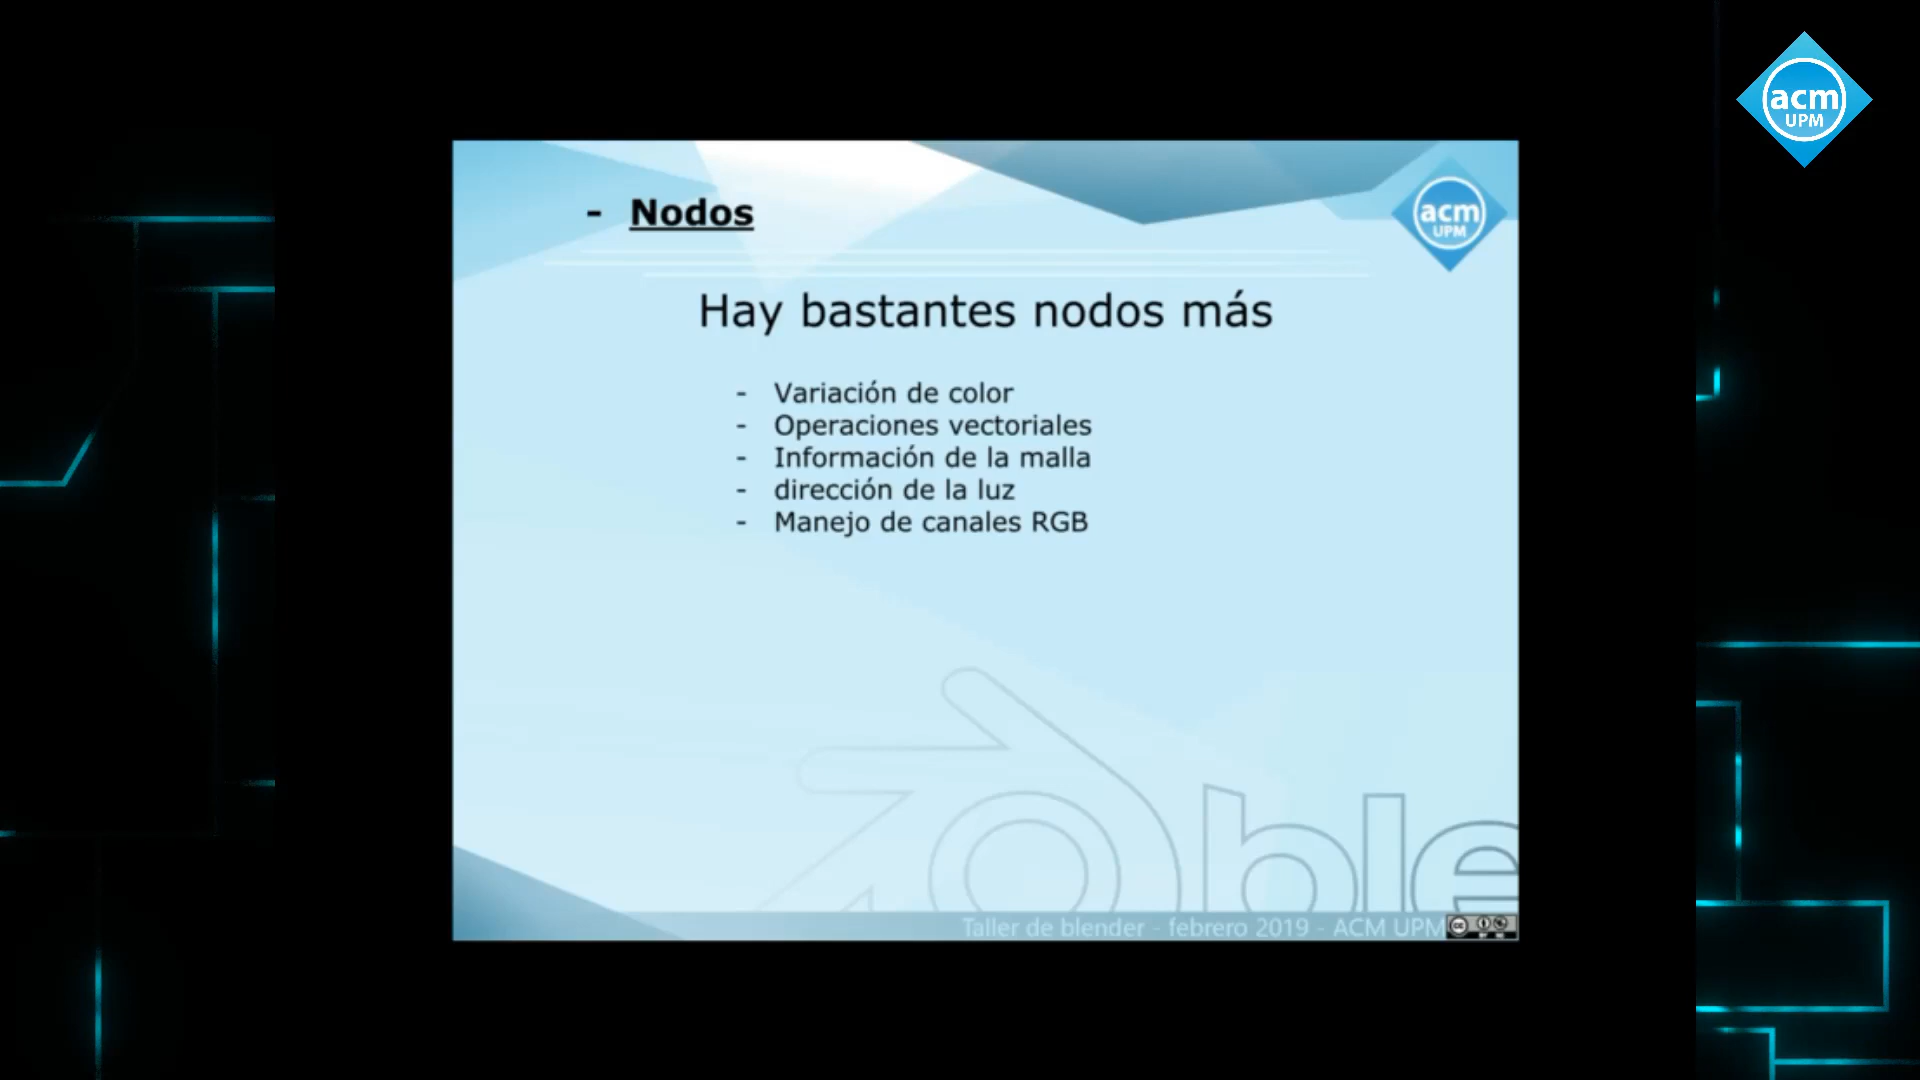 acm
UPM
- Nodos
acm
UPM
Hay bastantes nodos más
- Variación de color
- Operaciones vectoriales
- Información de la malla
- dirección de la luz
- Manejo de canales RGB
ble
Taller de blender - febrero 2019 - ACM UPM
cc